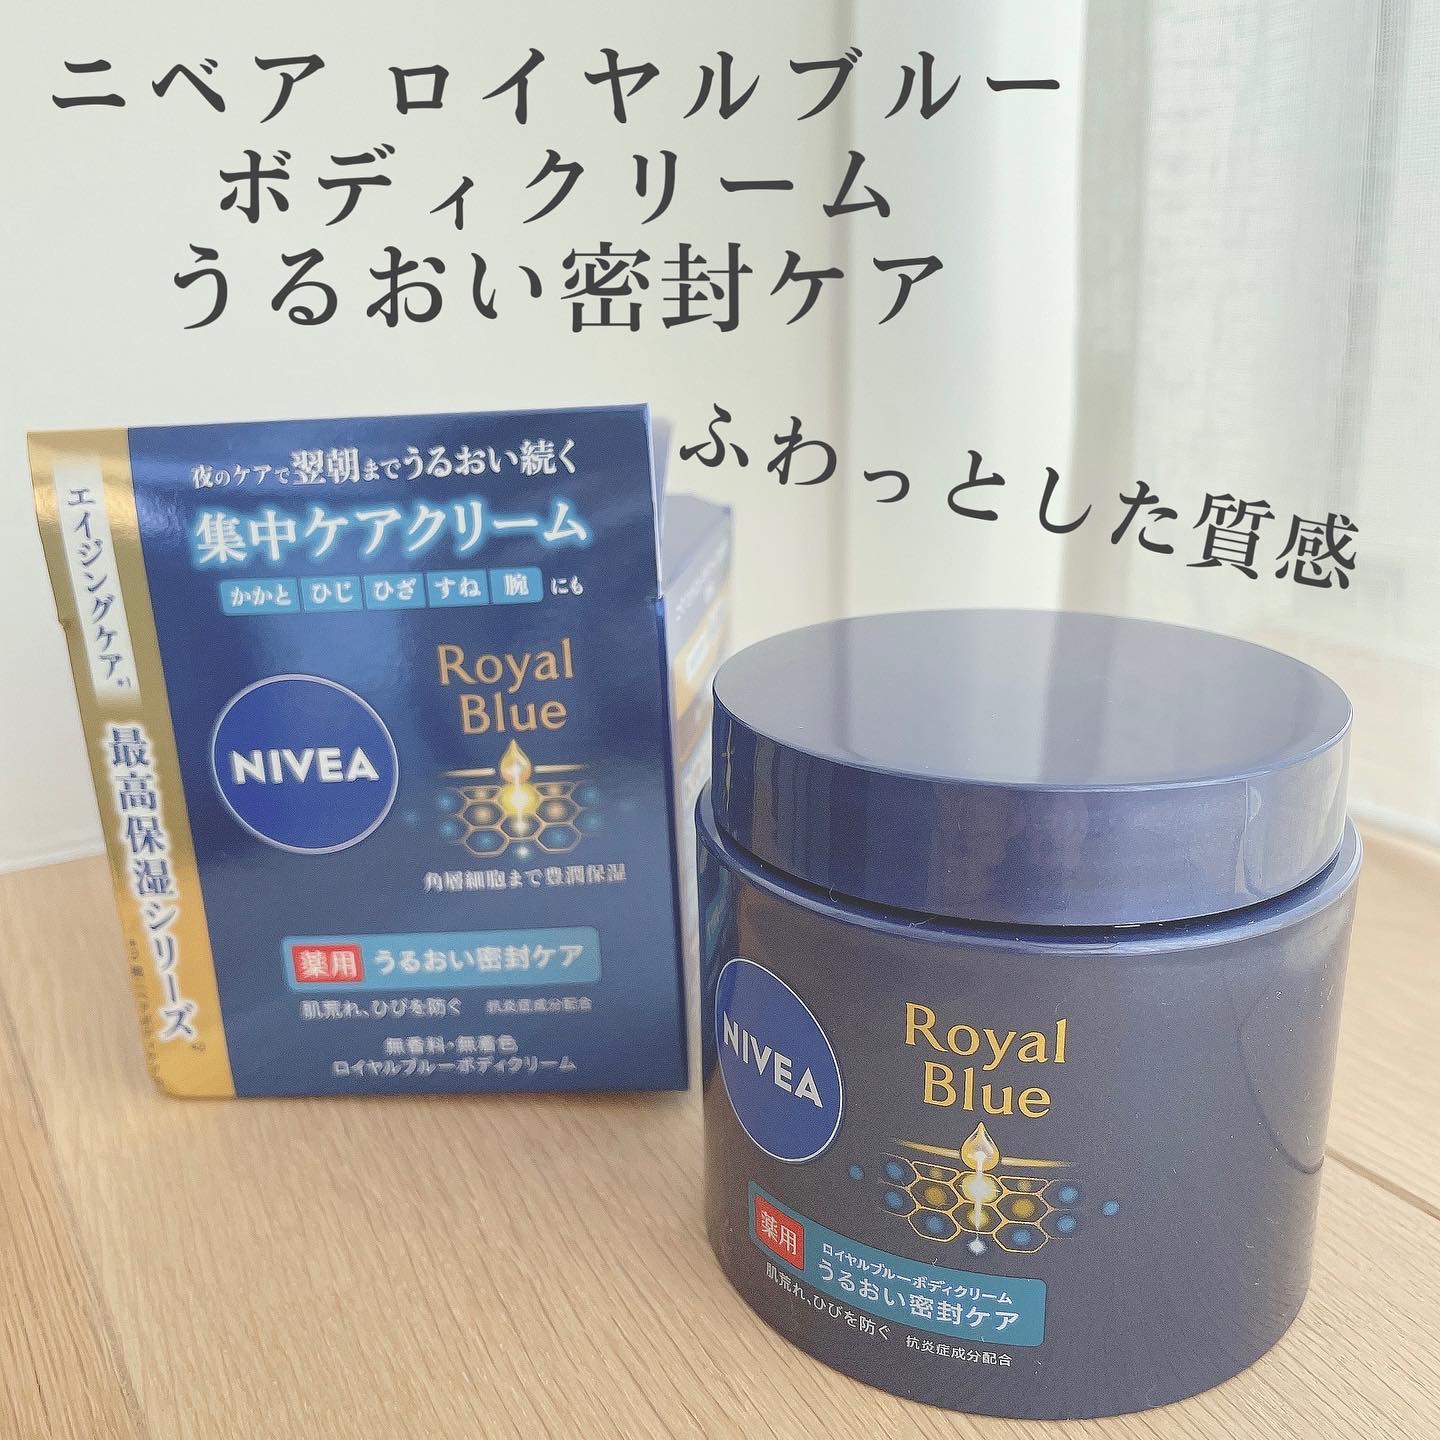 ニベア ロイヤルブルー
ボディクリーム
うるおい密封ケア
ふわっとした質感
エイジングケア*1
最高保湿シリーズ
夜のケアで翌朝までうるおい続く
集中ケアクリーム
かかと ひじ ひざ すね 腕 にも
NIVEA
Royal
Blue
角層細胞まで豊潤保湿
薬用 うるおい密封ケア
肌荒れ、ひびを防ぐ 抗炎症成分配合
無香料・無着色
ロイヤルブルーボディクリーム
NIVEA
Royal
Blue
薬用
ロイヤルブルーボディクリーム
うるおい密封ケア
肌荒れ、ひびを防ぐ 抗炎症成分配合